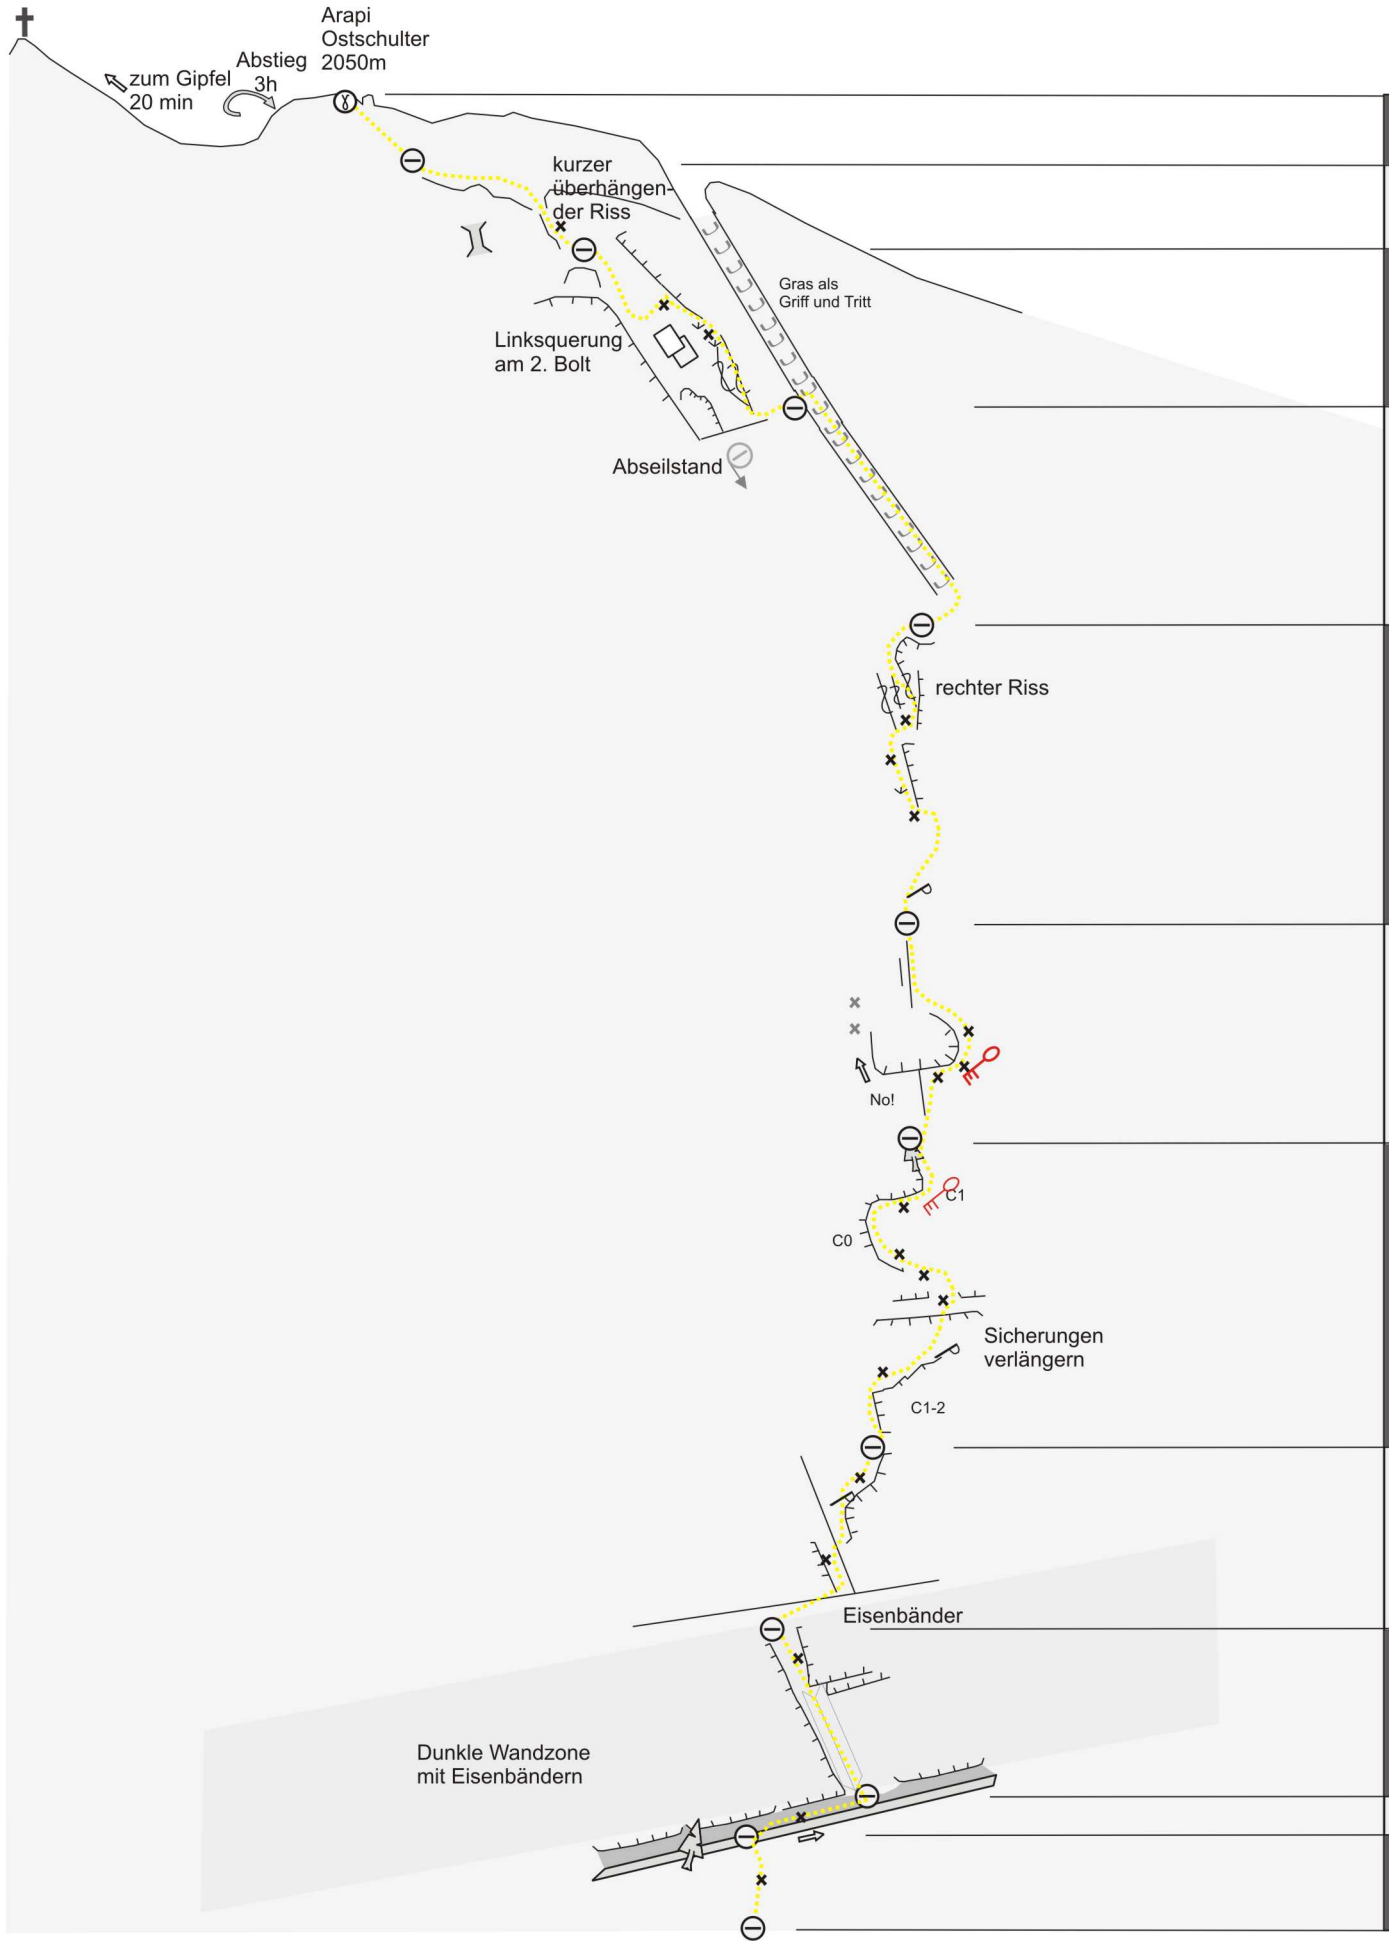 Arapi
Ostschulter
2050m
Abstieg
3h
zum Gipfel
20 min
kurzer
überhängen-
der Riss
Gras als
Griff und Tritt
Linksquerung
am 2. Bolt
Abseilstand
rechter Riss
No!
C1
C0
Sicherungen
verlängern
C1-2
Eisenbänder
Dunkle Wandzone
mit Eisenbändern